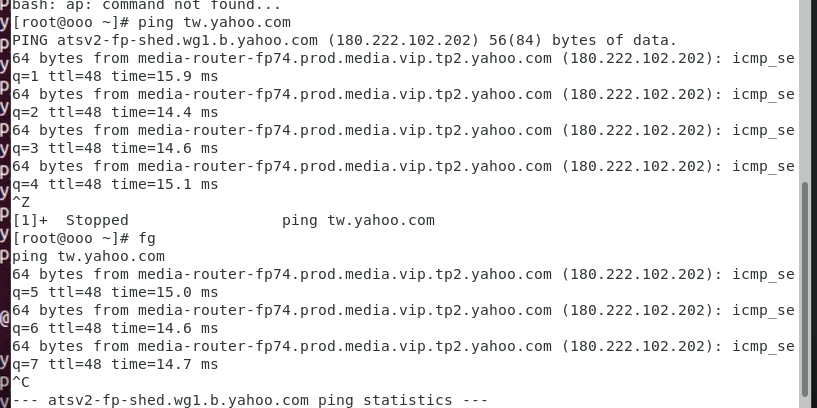 bash: ap: command not found...
[root@ooo ~]# ping tw.yahoo.com
PING atsv2-fp-shed.wg1.b.yahoo.com (180.222.102.202) 56(84) bytes of data.
64 bytes from media-router-fp74.prod.media.vip.tp2.yahoo.com (180.222.102.202): icmp_se
q=1 ttl=48 time=15.9 ms
64 bytes from media-router-fp74.prod.media.vip.tp2.yahoo.com (180.222.102.202): icmp_se
q=2 ttl=48 time=14.4 ms
64 bytes from media-router-fp74.prod.media.vip.tp2.yahoo.com (180.222.102.202): icmp_se
q=3 ttl=48 time=14.6 ms
64 bytes from media-router-fp74.prod.media.vip.tp2.yahoo.com (180.222.102.202): icmp_se
q=4 ttl=48 time=15.1 ms
^Z
[1]+  Stopped                 ping tw.yahoo.com
[root@ooo ~]# fg
ping tw.yahoo.com
64 bytes from media-router-fp74.prod.media.vip.tp2.yahoo.com (180.222.102.202): icmp_se
q=5 ttl=48 time=15.0 ms
64 bytes from media-router-fp74.prod.media.vip.tp2.yahoo.com (180.222.102.202): icmp_se
q=6 ttl=48 time=14.6 ms
64 bytes from media-router-fp74.prod.media.vip.tp2.yahoo.com (180.222.102.202): icmp_se
q=7 ttl=48 time=14.7 ms
^C
--- atsv2-fp-shed.wg1.b.yahoo.com ping statistics ---